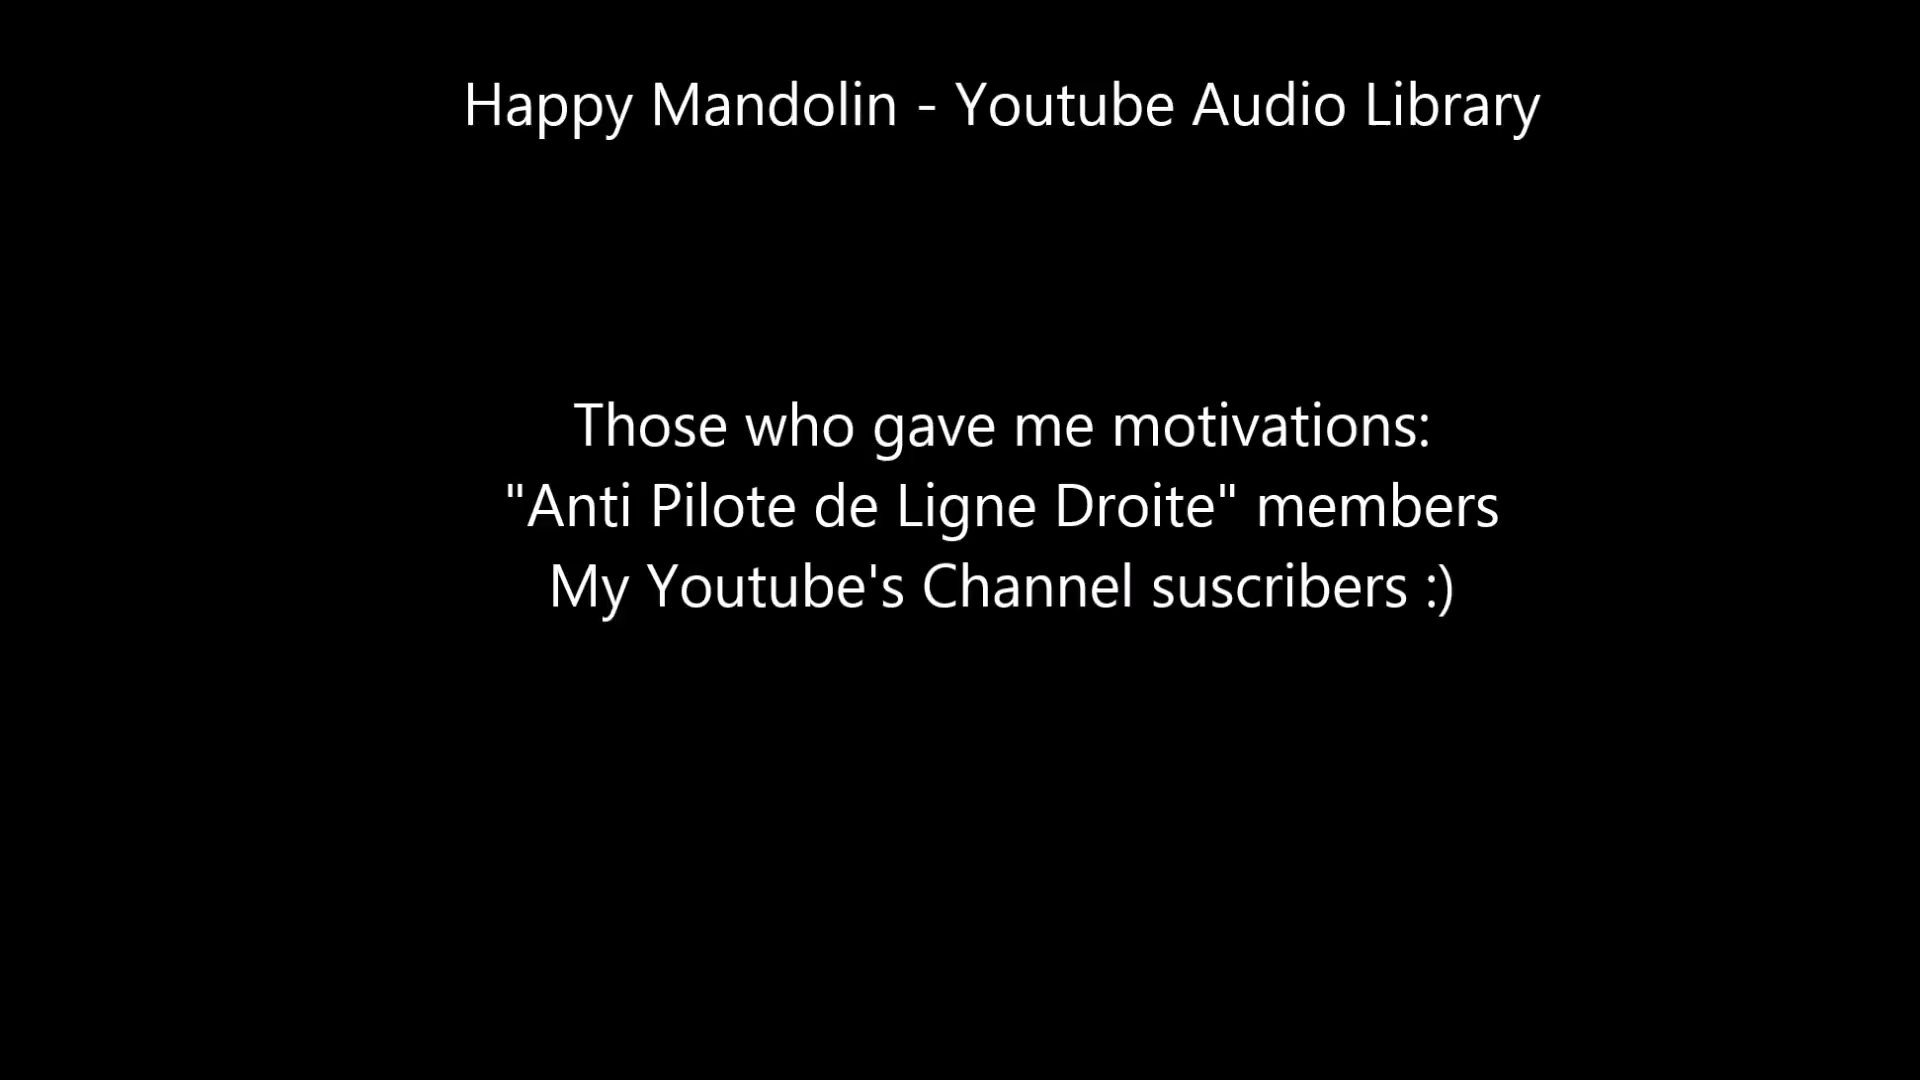 Happy Mandolin - Youtube Audio Library
Those who gave me motivations:
"Anti Pilote de Ligne Droite" members
My Youtube's Channel suscribers :)